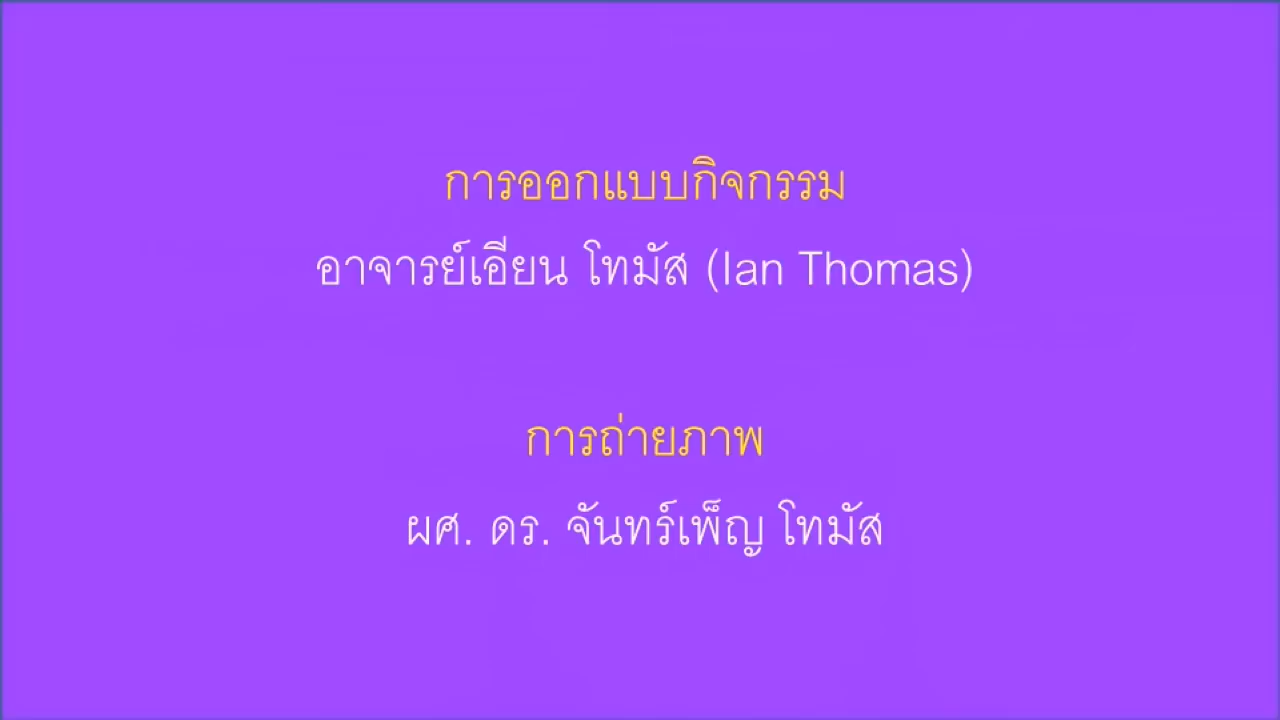 การออกแบบกิจกรรม
อาจารย์เอียน โทมัส (Ian Thomas)
การถ่ายภาพ
ผศ. ดร. จันทร์เพ็ญ โทมัส